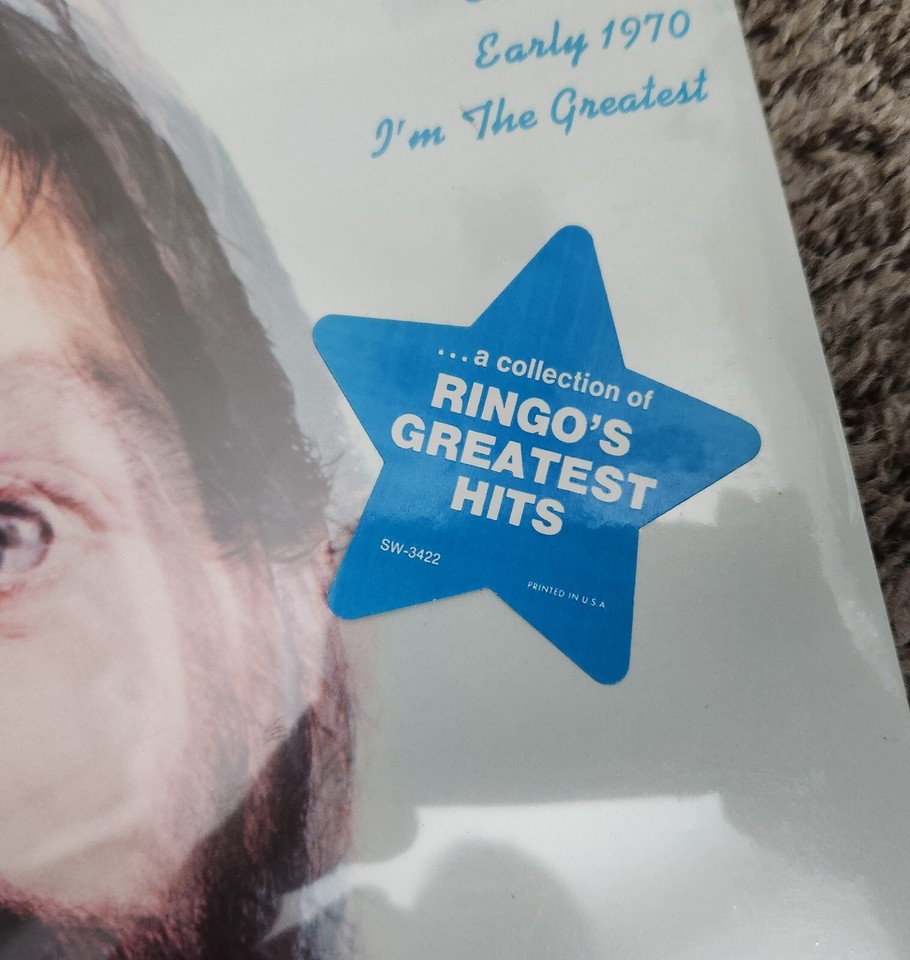 Early 1970
I'm The Greatest
...a collection of
RINGO'S
GREATEST
HITS
SW-3422
PRINTED IN U.S.A.